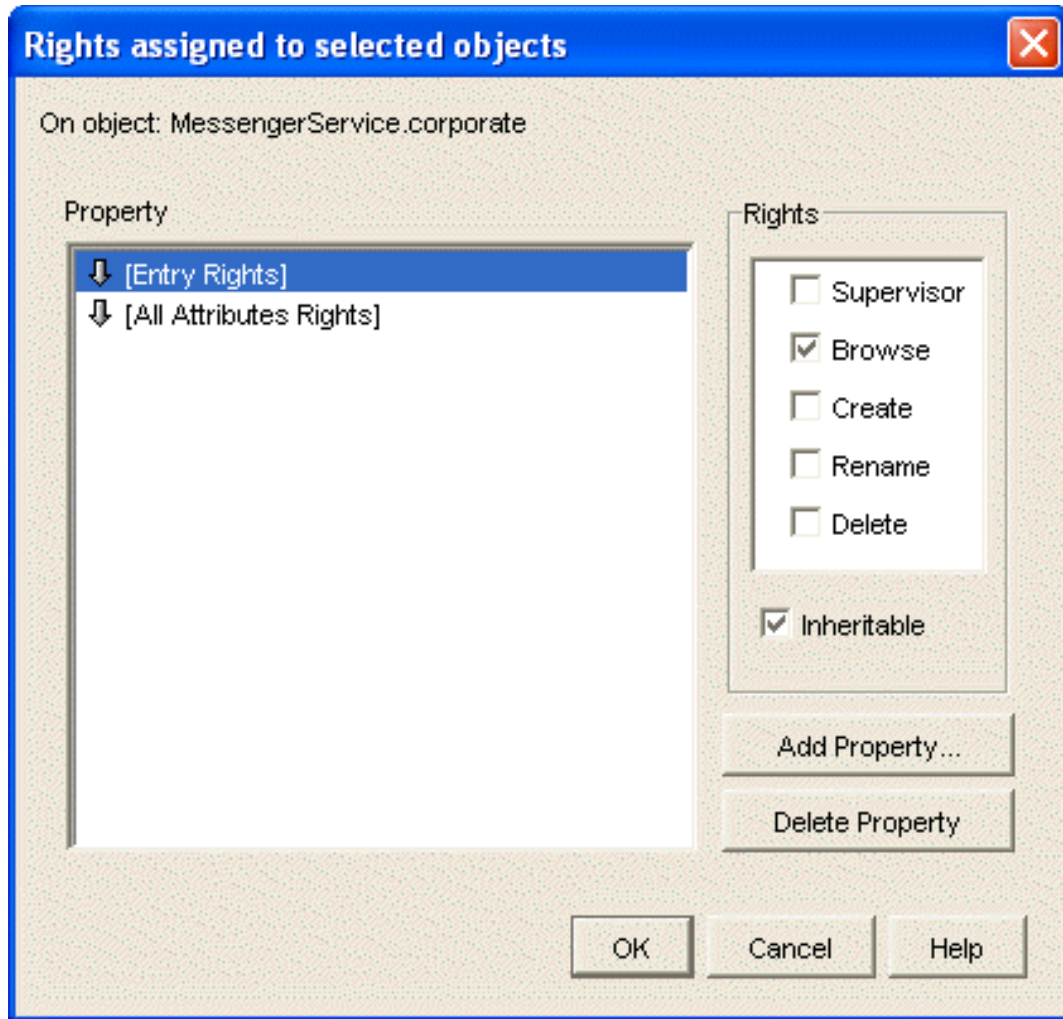 Rights assigned to selected objects
On object: MessengerService.corporate
Property
[Entry Rights]
[All Attributes Rights]
Rights
Supervisor
Browse
Create
Rename
Delete
Inheritable
Add Property...
Delete Property
OK
Cancel
Help